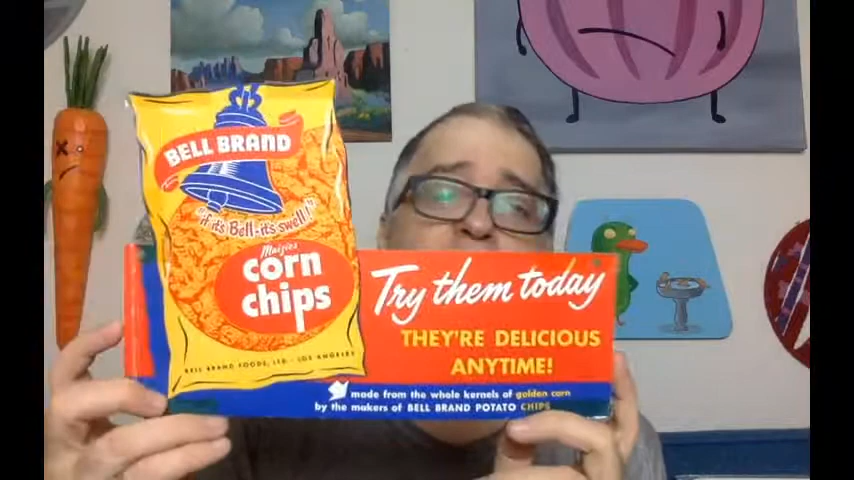 BELL BRAND
"if it's Bell-it's swell!"
Maizies
corn
chips
BELL BRAND FOODS, LTD. - LOS ANGELES
Try them today
THEY'RE DELICIOUS
ANYTIME!
made from the whole kernels of golden corn
by the makers of BELL BRAND POTATO CHIPS